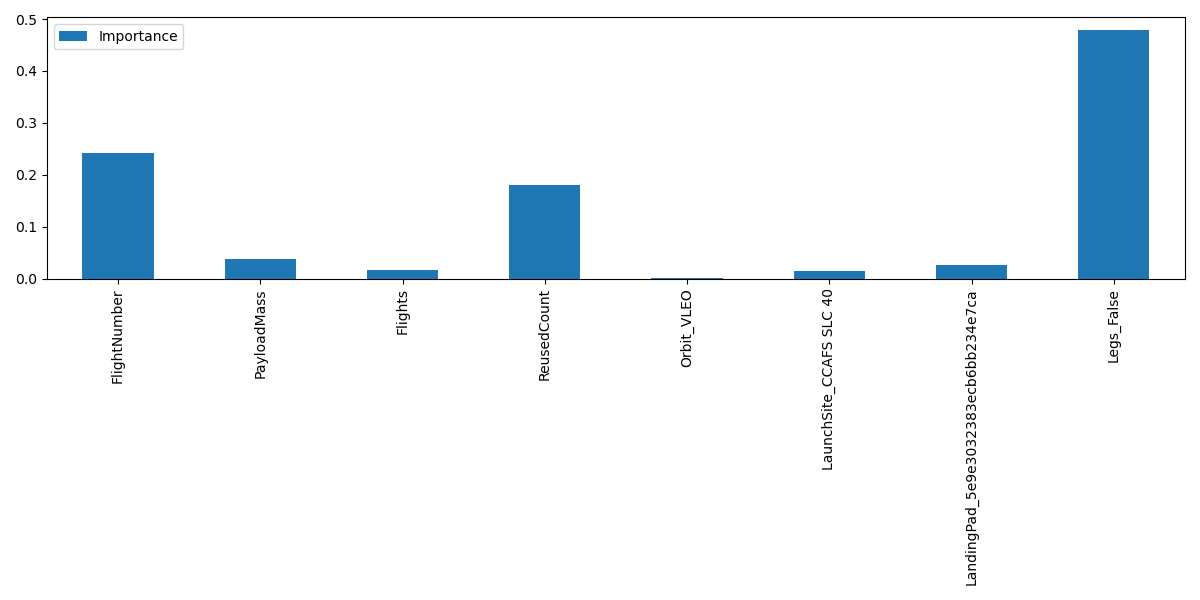 Importance
0.5
0.4
0.3
0.2
0.1
0.0
FlightNumber
PayloadMass
Flights
ReusedCount
Orbit_VLEO
LaunchSite_CCAFS SLC 40
LandingPad_5e9e3032383ecb6bb234e7ca
Legs_False